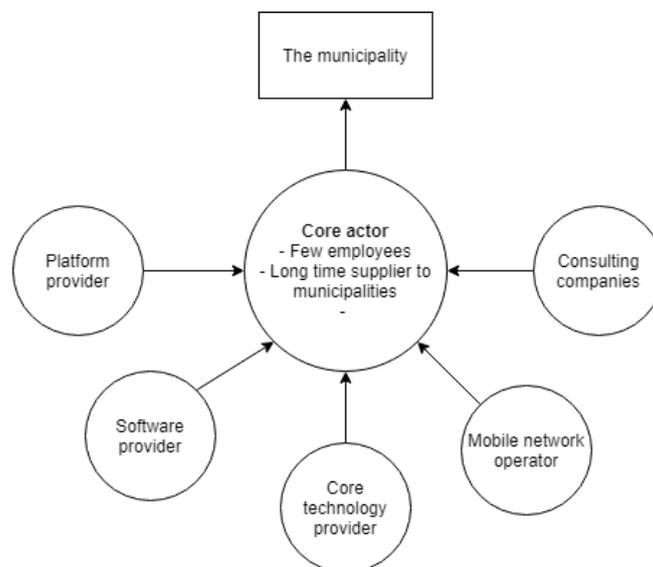 The municipality
Core actor
- Few employees
- Long time supplier to
municipalities
-
Platform
provider
Consulting
companies
Software
provider
Mobile network
operator
Core
technology
provider